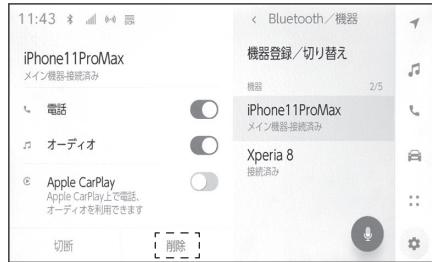 11:43
iPhone11ProMax
メイン機器-接続済み
電話
オーディオ
Apple CarPlay
Apple CarPlay上で電話、
オーディオを利用できます
切断
削除
Bluetooth／機器
機器登録／切り替え
機器 2/5
iPhone11ProMax
メイン機器-接続済み
Xperia 8
接続済み